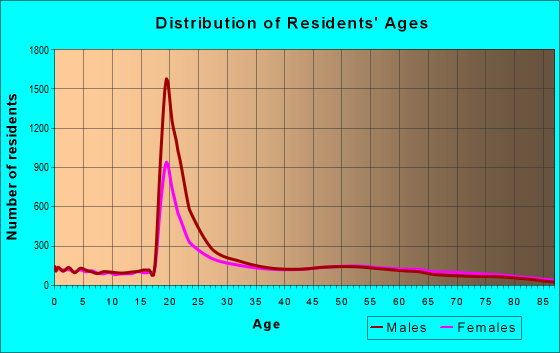 Distribution of Residents' Ages
1800
1500
1200
900
600
300
0
Number of residents
0 5 10 15 20 25 30 35 40 45 50 55 60 65 70 75 80 85
Age
Males Females